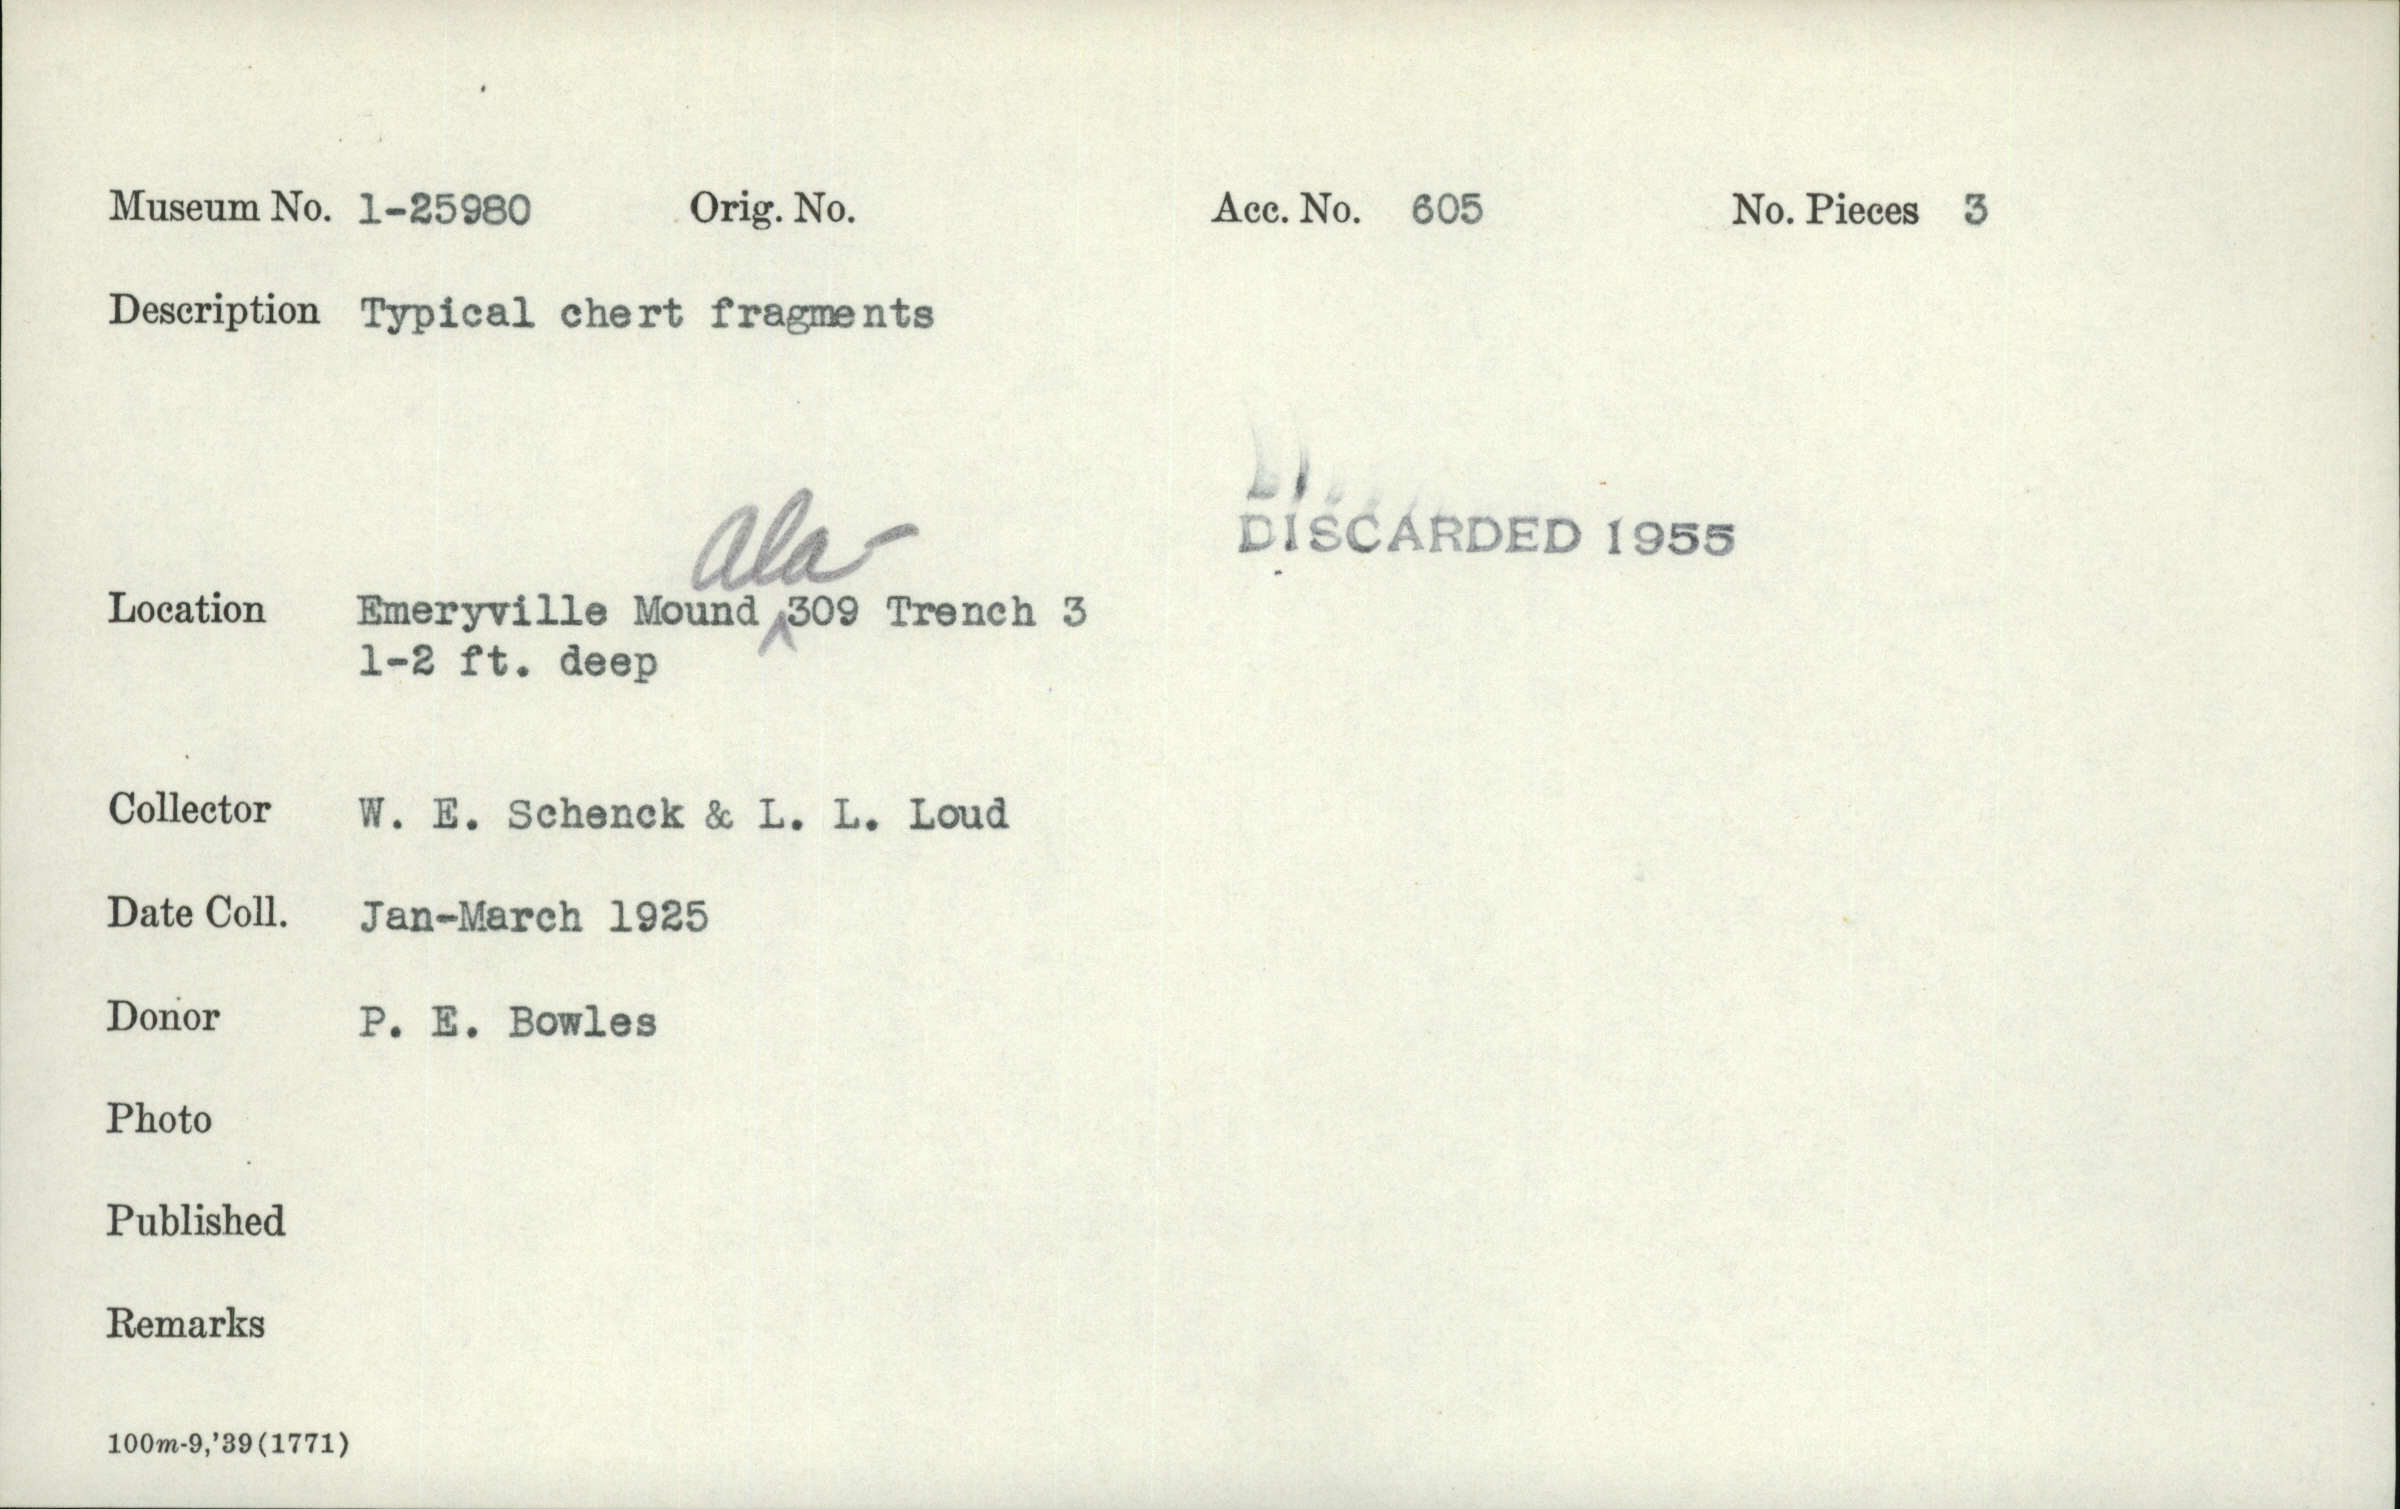 Museum No. 1-25980 Orig. No. Acc. No. 605 No. Pieces 3
Description Typical chert fragments
DISCARDED 1955
Ala-
Location Emeryville Mound ^309 Trench 3
1-2 ft. deep
Collector W. E. Schenck & L. L. Loud
Date Coll. Jan-March 1925
Donor P. E. Bowles
Photo
Published
Remarks
100m-9,'39(1771)